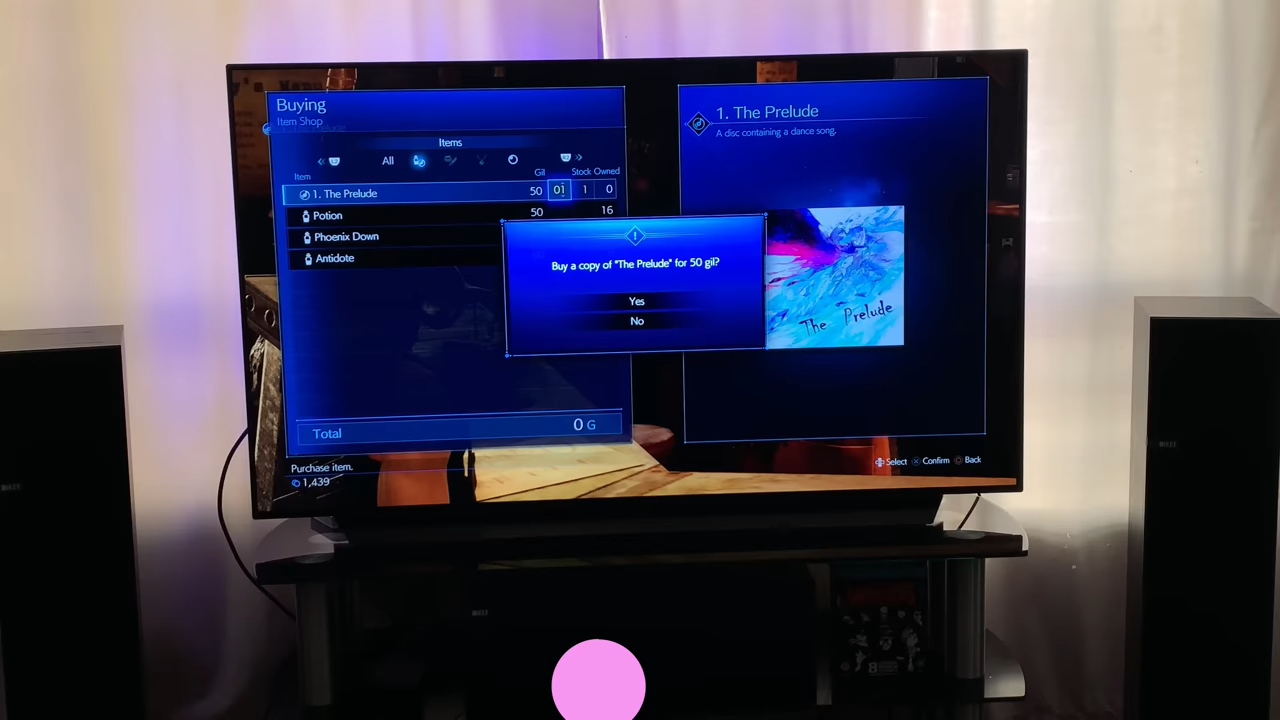 Buying
Item Shop
Items
All
Item Gil Stock Owned
1. The Prelude 50 01 1 0
Potion 50 16
Phoenix Down
Antidote
Total 0 G
Purchase item.
1,439
Buy a copy of "The Prelude" for 50 gil?
Yes
No
1. The Prelude
A disc containing a dance song.
The Prelude
Select Confirm Back
KEF
8